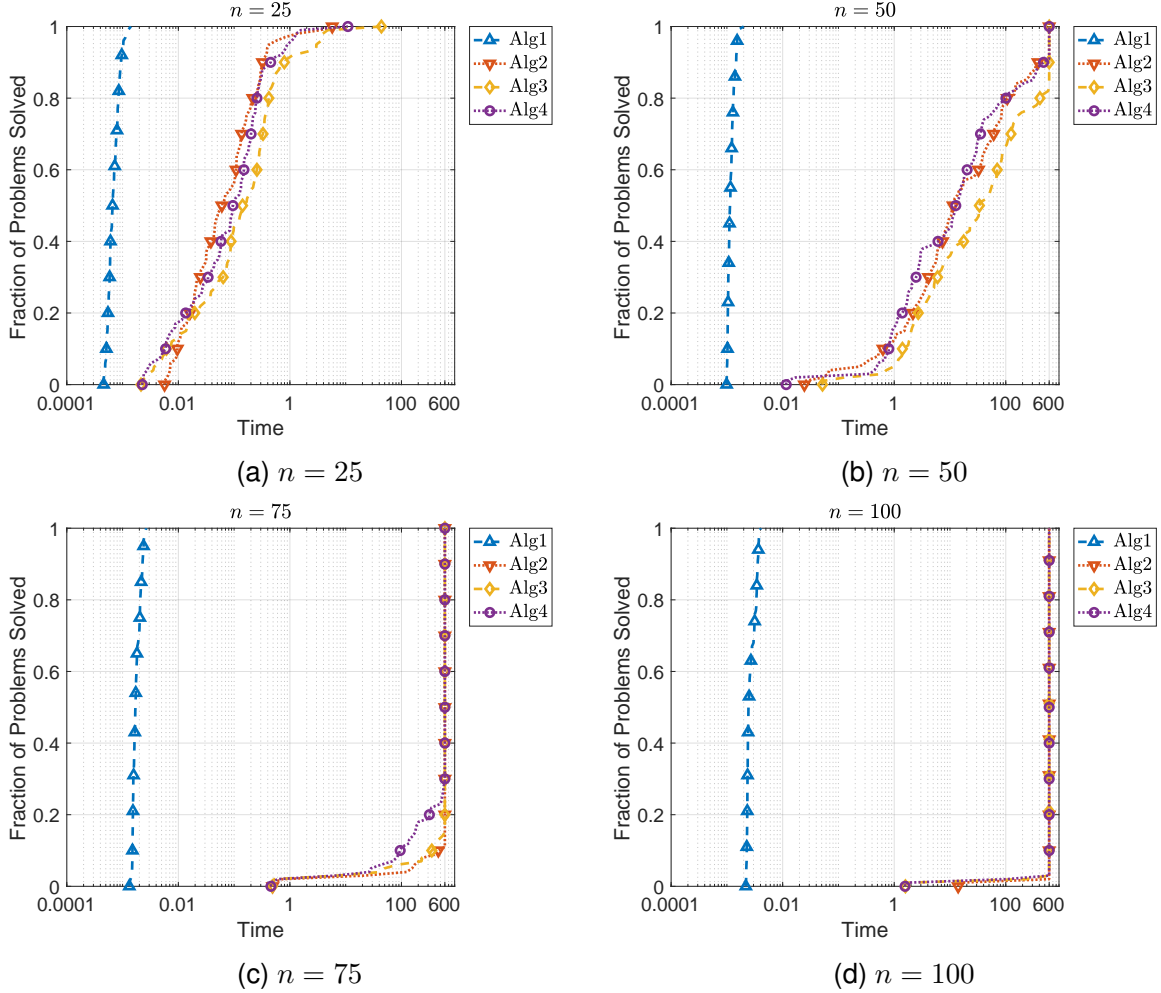 n = 25
Fraction of Problems Solved
1
0.8
0.6
0.4
0.2
0
0.0001
0.01
1
100
600
Time
Alg1
Alg2
Alg3
Alg4
(a) n = 25
n = 50
Fraction of Problems Solved
1
0.8
0.6
0.4
0.2
0
0.0001
0.01
1
100
600
Time
Alg1
Alg2
Alg3
Alg4
(b) n = 50
n = 75
Fraction of Problems Solved
1
0.8
0.6
0.4
0.2
0
0.0001
0.01
1
100
600
Time
Alg1
Alg2
Alg3
Alg4
(c) n = 75
n = 100
Fraction of Problems Solved
1
0.8
0.6
0.4
0.2
0
0.0001
0.01
1
100
600
Time
Alg1
Alg2
Alg3
Alg4
(d) n = 100